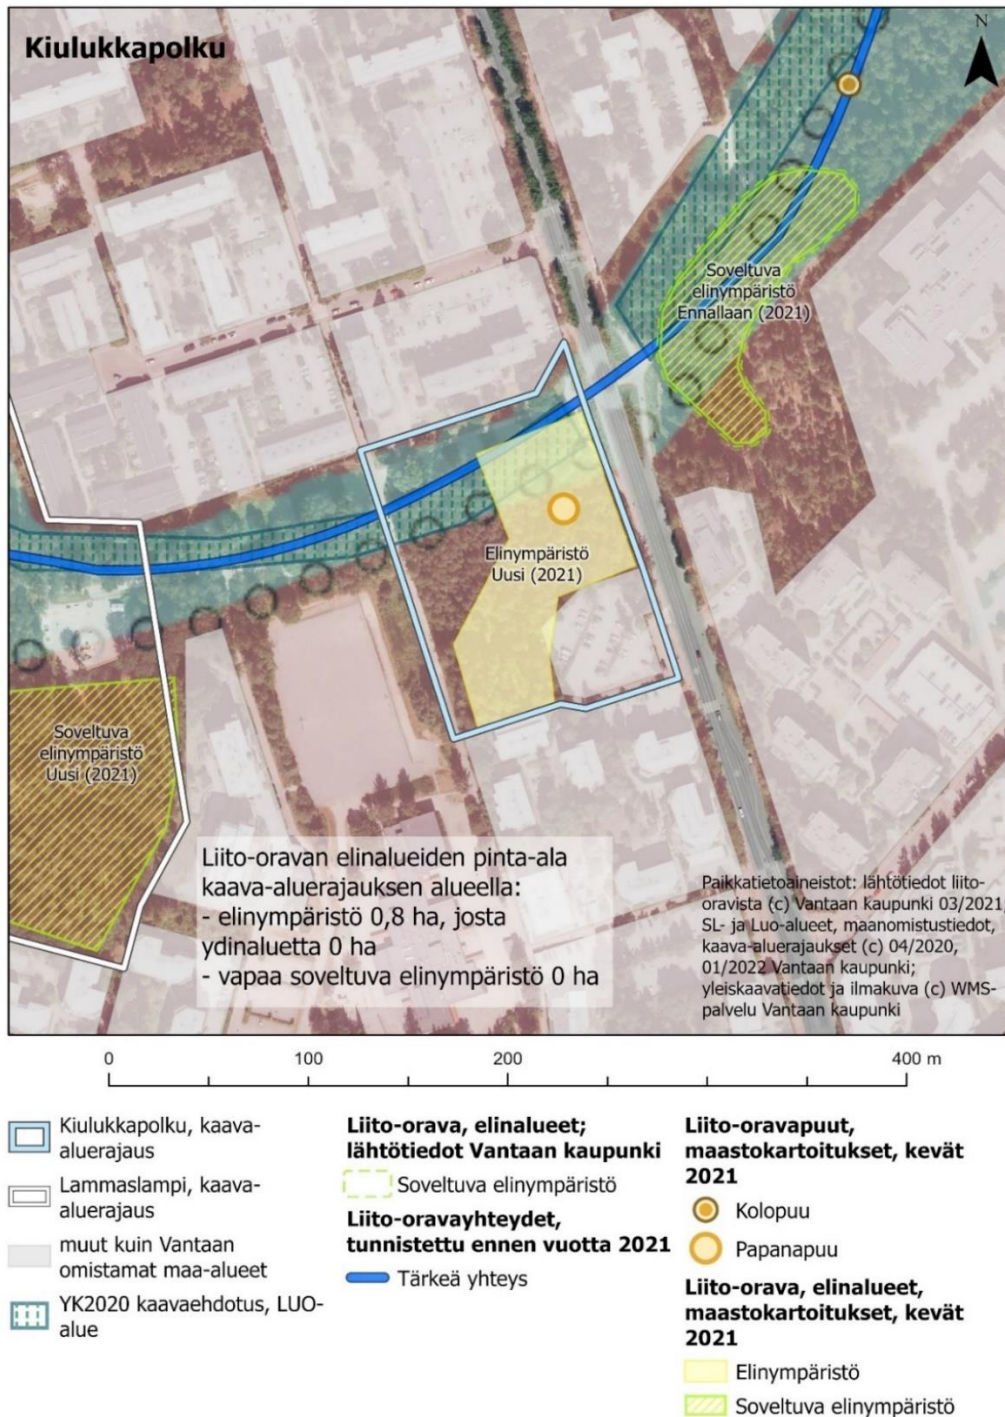 Kiulukkapolku
N
Soveltuva
elinympäristö
Ennallaan (2021)
Elinympäristö
Uusi (2021)
Soveltuva
elinympäristö
Uusi (2021)
Liito-oravan elinalueiden pinta-ala
kaava-aluerajauksen alueella:
- elinympäristö 0,8 ha, josta
ydinaluetta 0 ha
- vapaa soveltuva elinympäristö 0 ha
Paikkatietoaineistot: lähtötiedot liito-
oravista (c) Vantaan kaupunki 03/2021,
SL- ja Luo-alueet, maanomistustiedot,
kaava-aluerajaukset (c) 04/2020,
01/2022 Vantaan kaupunki;
yleiskaavatiedot ja ilmakuva (c) WMS-
palvelu Vantaan kaupunki
0 100 200 400 m
Kiulukkapolku, kaava-
aluerajaus
Lammaslampi, kaava-
aluerajaus
muut kuin Vantaan
omistamat maa-alueet
YK2020 kaavaehdotus, LUO-
alue
Liito-orava, elinalueet;
lähtötiedot Vantaan kaupunki
Soveltuva elinympäristö
Liito-oravayhteydet,
tunnistettu ennen vuotta 2021
Tärkeä yhteys
Liito-oravapuut,
maastokartoitukset, kevät
2021
Kolopuu
Papanapuu
Liito-orava, elinalueet,
maastokartoitukset, kevät
2021
Elinympäristö
Soveltuva elinympäristö